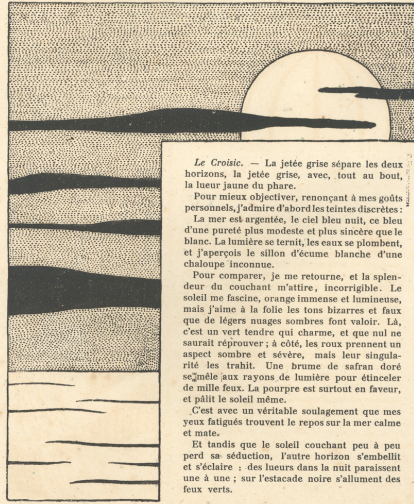 Le Croisic. — La jetée grise sépare les deux
horizons, la jetée grise, avec, tout au bout,
la lueur jaune du phare.
Pour mieux objectiver, renonçant à mes goûts
personnels, j'admire d'abord les teintes discrètes :
La mer est argentée, le ciel bleu nuit, ce bleu
d'une pureté plus modeste et plus sincère que le
blanc. La lumière se ternit, les eaux se plombent,
et j'aperçois le sillon d'écume blanche d'une
chaloupe inconnue.
Pour comparer, je me retourne, et la splen-
deur du couchant m'attire, incorrigible. Le
soleil me fascine, orange immense et lumineuse,
mais j'aime à la folie les tons bizarres et faux
que de légers nuages sombres font valoir. Là,
c'est un vert tendre qui charme, et que nul ne
saurait réprouver ; à côté, les roux prennent un
aspect sombre et sévère, mais leur singula-
rité les trahit. Une brume de safran doré
se mêle aux rayons de lumière pour étinceler
de mille feux. La pourpre est surtout en faveur,
et pâlit le soleil même.
C'est avec un véritable soulagement que mes
yeux fatigués trouvent le repos sur la mer calme
et mate.
Et tandis que le soleil couchant peu à peu
perd sa séduction, l'autre horizon s'embellit
et s'éclaire ; des lueurs dans la nuit paraissent
une à une ; sur l'estacade noire s'allument des
feux verts.